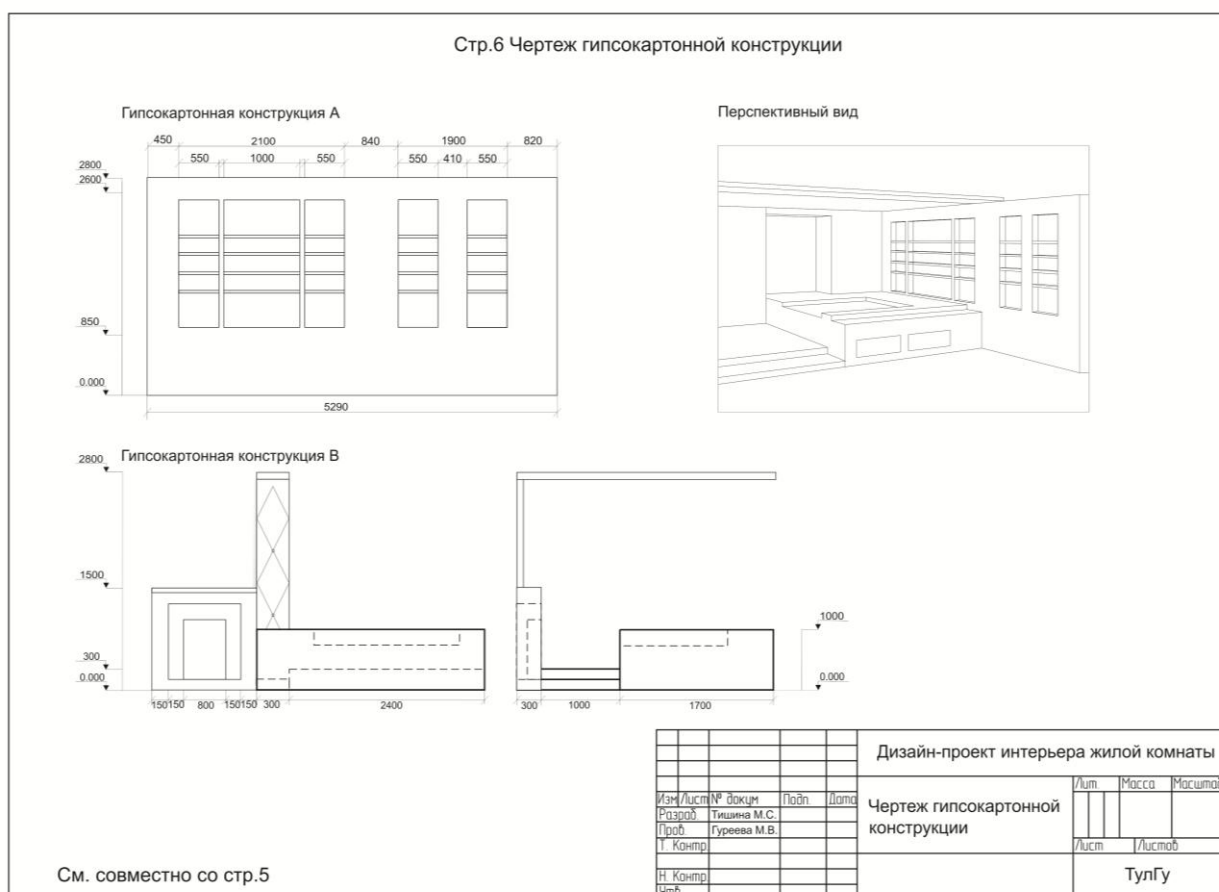 Стр.6 Чертеж гипсокартонной конструкции
Гипсокартонная конструкция А
Перспективный вид
450 2100 840 1900 820
550 1000 550 550 410 550
2800
2600
850
0.000
5290
Гипсокартонная конструкция В
2800
1500
300
0.000
150 150 800 150 150 300 2400
1000
0.000
300 1000 1700
Дизайн-проект интерьера жилой комнаты
Лит. Масса Масштаб
Изм Лист № докум Подп. Дата
Разраб. Тишина М.С.
Чертеж гипсокартонной
конструкции
Пров. Гуреева М.В.
Т. Контр.
Лист Листов
Н. Контр.
ТулГу
Утв.
См. совместно со стр.5